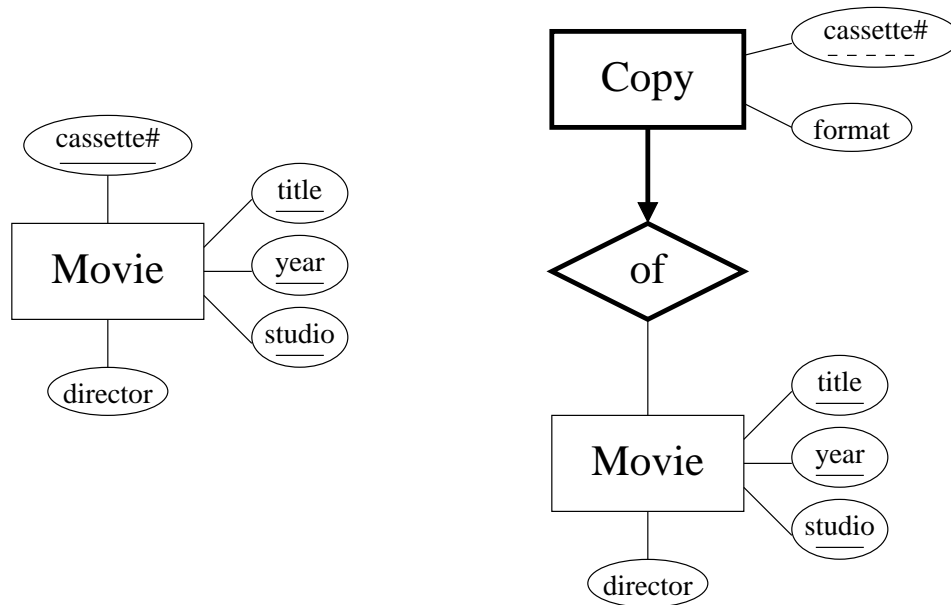 cassette#
title
Movie
year
studio
director
cassette#
Copy
format
of
title
Movie
year
studio
director